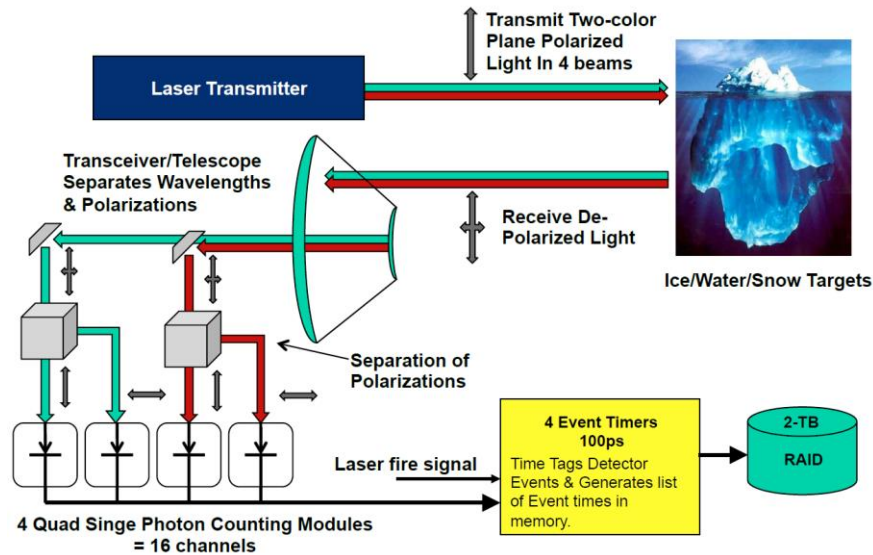 Transmit Two-color
Plane Polarized
Light In 4 beams
Laser Transmitter
Transceiver/Telescope
Separates Wavelengths
& Polarizations
Receive De-
Polarized Light
Ice/Water/Snow Targets
Separation of
Polarizations
4 Event Timers
100ps
Time Tags Detector
Events & Generates list
of Event times in
memory.
2-TB
RAID
Laser fire signal
4 Quad Singe Photon Counting Modules
= 16 channels